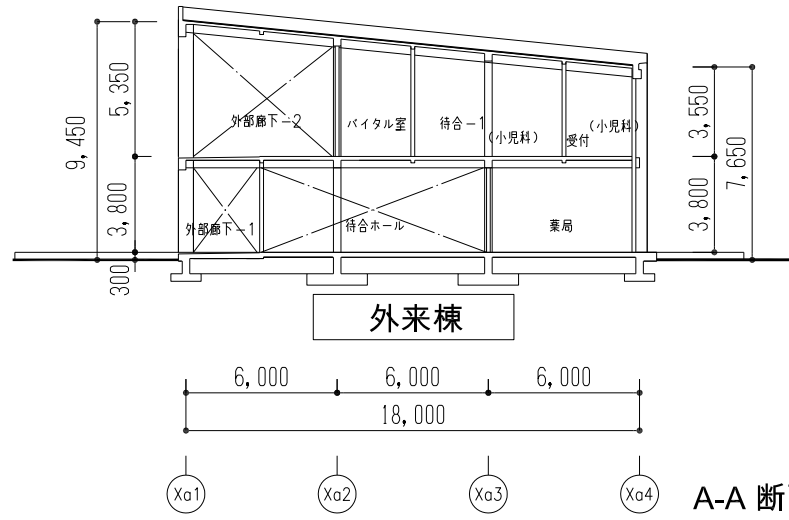 9,450
5,350
3,800
300
外部廊下-2
バイタル室
待合-1
(小児科)
受付
(小児科)
3,550
7,650
3,800
外部廊下-1
待合ホール
薬局
外来棟
6,000
6,000
6,000
18,000
Xa1
Xa2
Xa3
Xa4
A-A 断